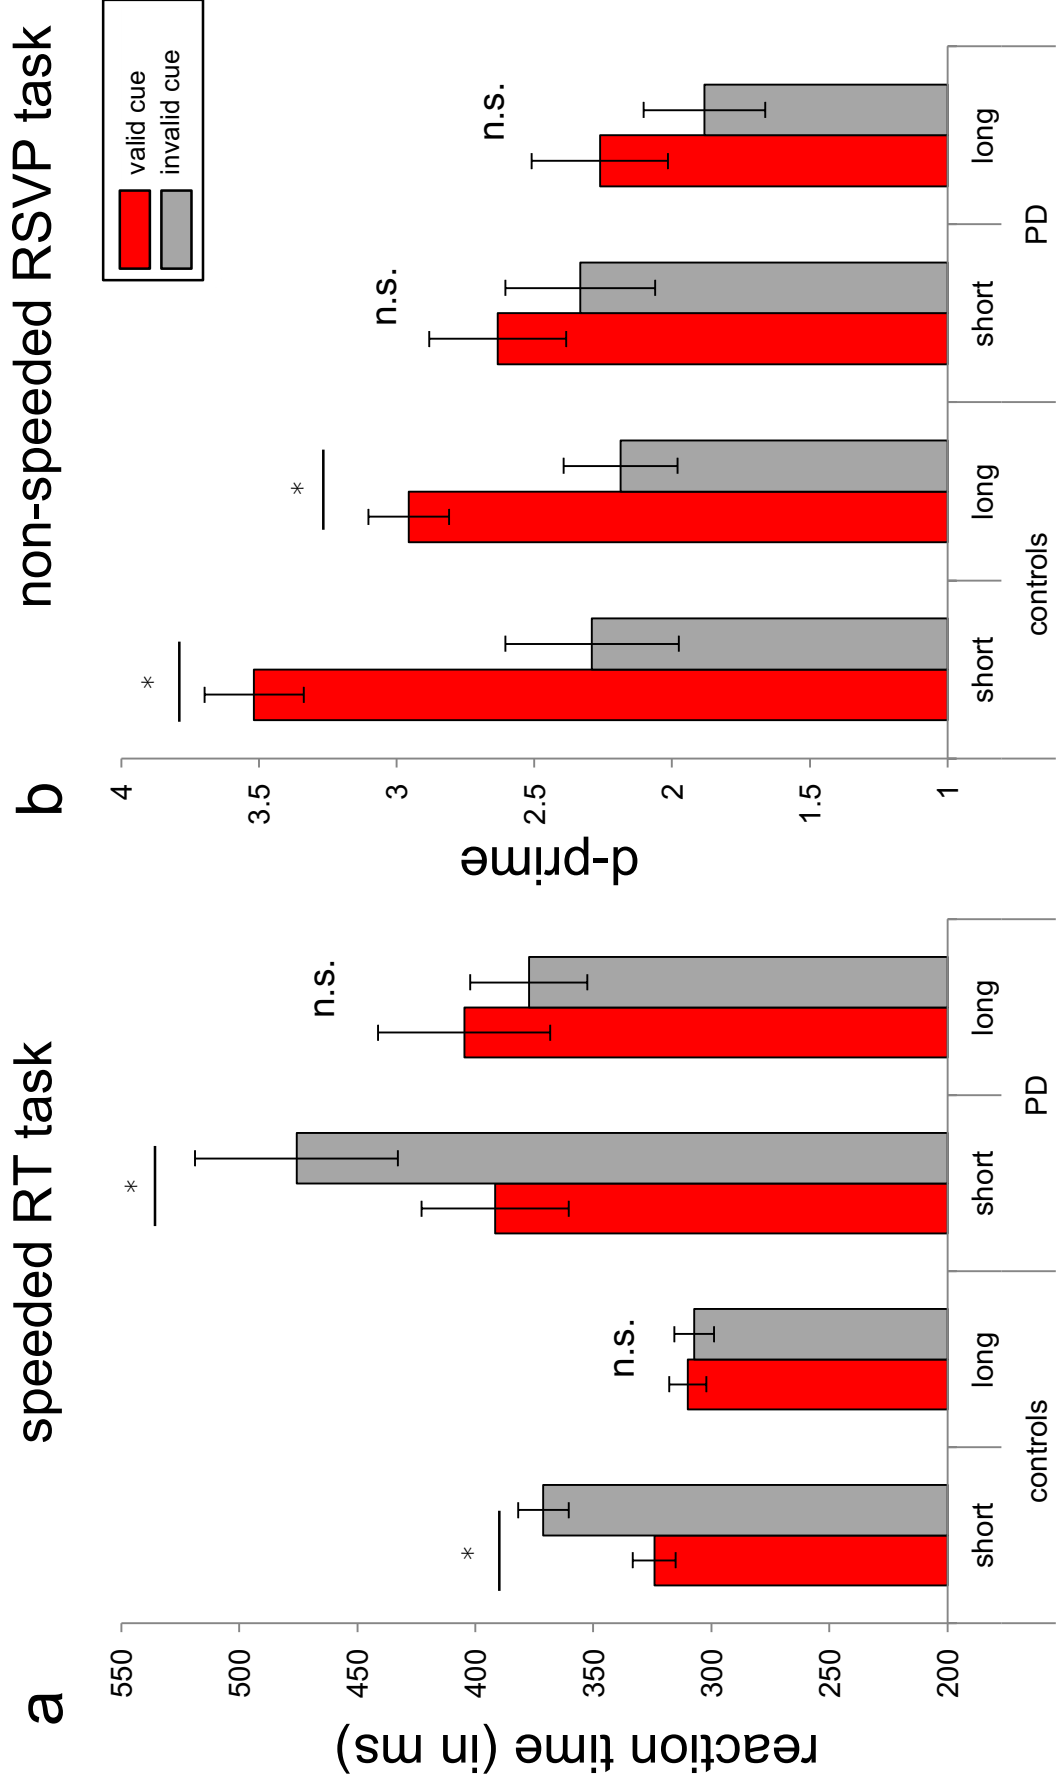 a
speeded RT task
reaction time (in ms)
550
500
450
400
350
300
250
200
*
n.s.
*
n.s.
short
long
short
long
controls
PD
b
non-speeded RSVP task
valid cue
invalid cue
d-prime
4
3.5
3
2.5
2
1.5
1
*
*
n.s.
n.s.
short
long
short
long
controls
PD